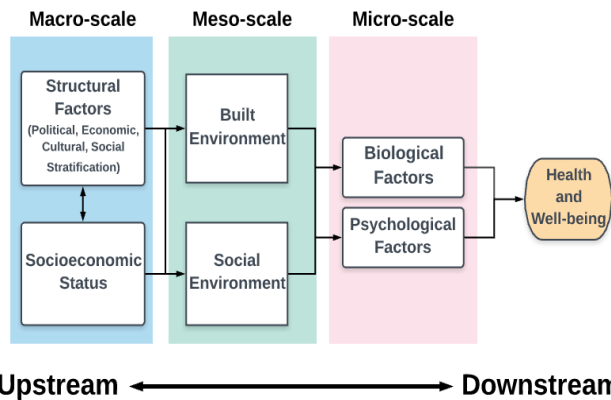 Macro-scale
Meso-scale
Micro-scale
Structural
Factors
(Political, Economic,
Cultural, Social
Stratification)
Socioeconomic
Status
Built
Environment
Social
Environment
Biological
Factors
Psychological
Factors
Health
and
Well-being
Upstream
Downstream